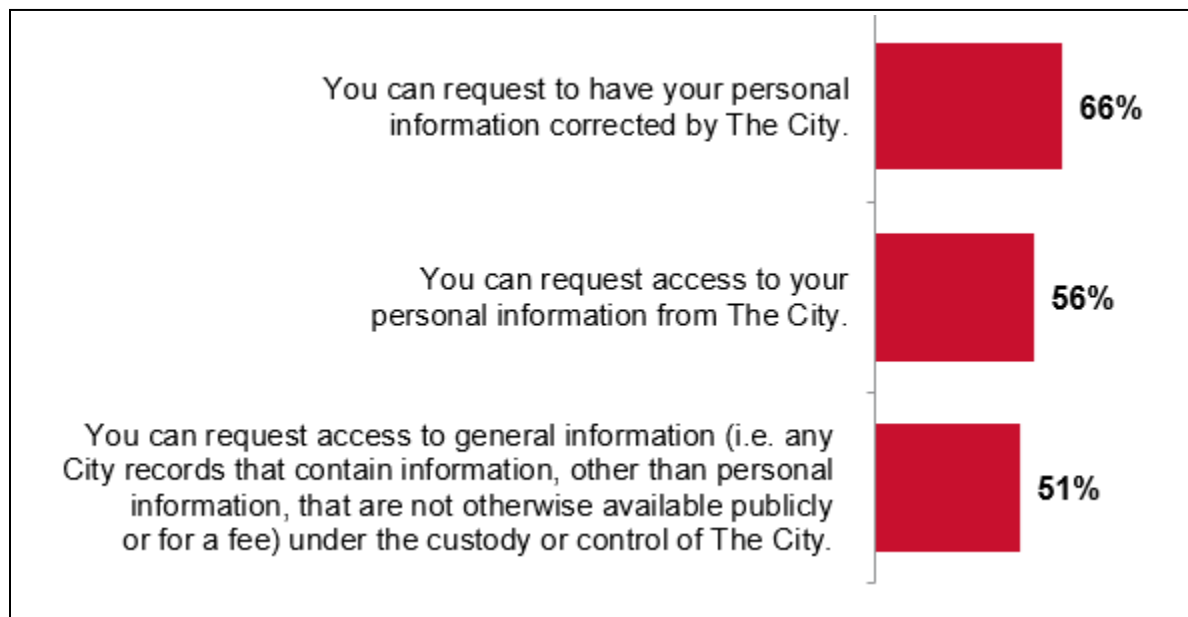 You can request to have your personal
information corrected by The City.
66%
You can request access to your
personal information from The City.
56%
You can request access to general information (i.e. any
City records that contain information, other than personal
information, that are not otherwise available publicly
or for a fee) under the custody or control of The City.
51%